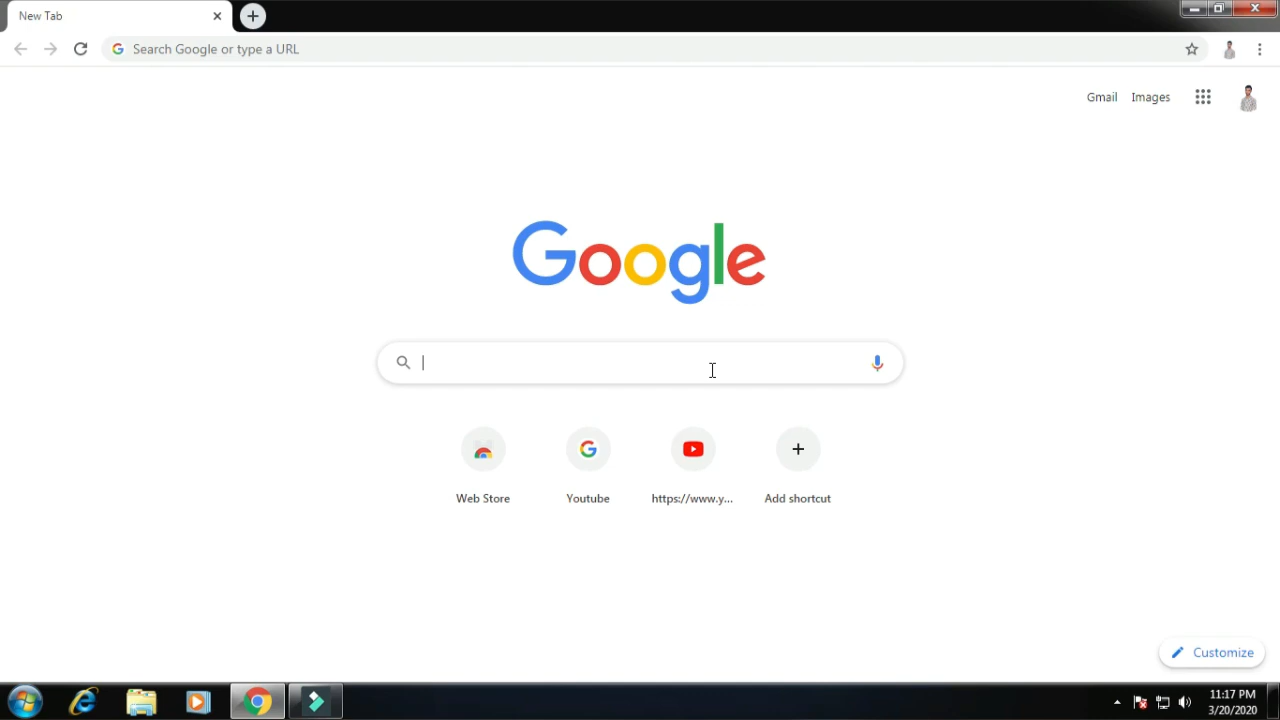 New Tab
Search Google or type a URL
Gmail Images
Google
Web Store Youtube https://www.y... Add shortcut
Customize
11:17 PM
3/20/2020